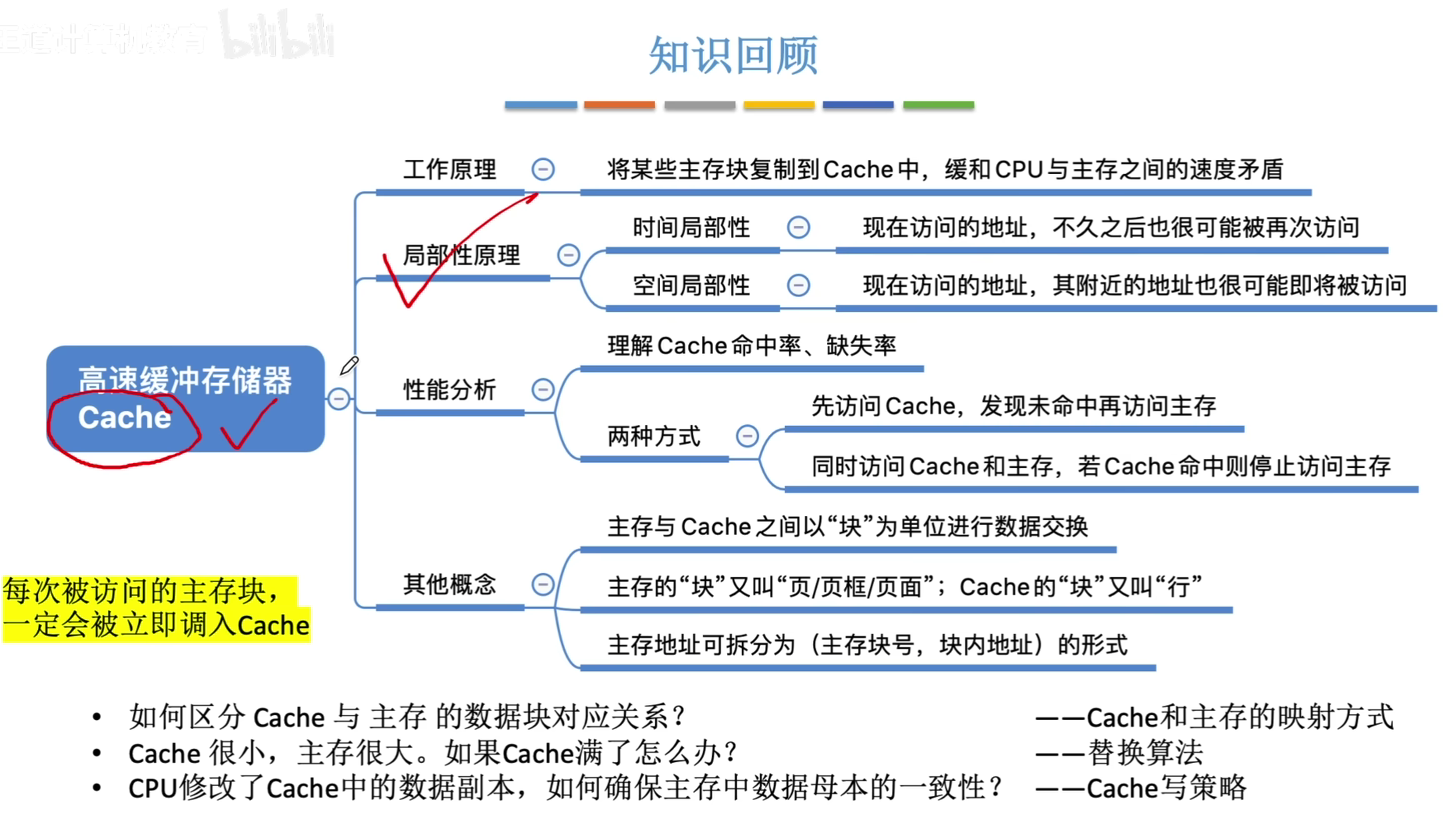 王道计算机教育 bilibili
知识回顾
工作原理
将某些主存块复制到Cache中，缓和CPU与主存之间的速度矛盾
局部性原理
时间局部性
现在访问的地址，不久之后也很可能被再次访问
空间局部性
现在访问的地址，其附近的地址也很可能即将被访问
高速缓冲存储器
Cache
性能分析
理解Cache命中率、缺失率
两种方式
先访问Cache，发现未命中再访问主存
同时访问Cache和主存，若Cache命中则停止访问主存
其他概念
主存与Cache之间以“块”为单位进行数据交换
主存的“块”又叫“页/页框/页面”；Cache的“块”又叫“行”
主存地址可拆分为（主存块号，块内地址）的形式
每次被访问的主存块，
一定会被立即调入Cache
• 如何区分 Cache 与 主存 的数据块对应关系？ ——Cache和主存的映射方式
• Cache 很小，主存很大。如果Cache满了怎么办？ ——替换算法
• CPU修改了Cache中的数据副本，如何确保主存中数据母本的一致性？ ——Cache写策略